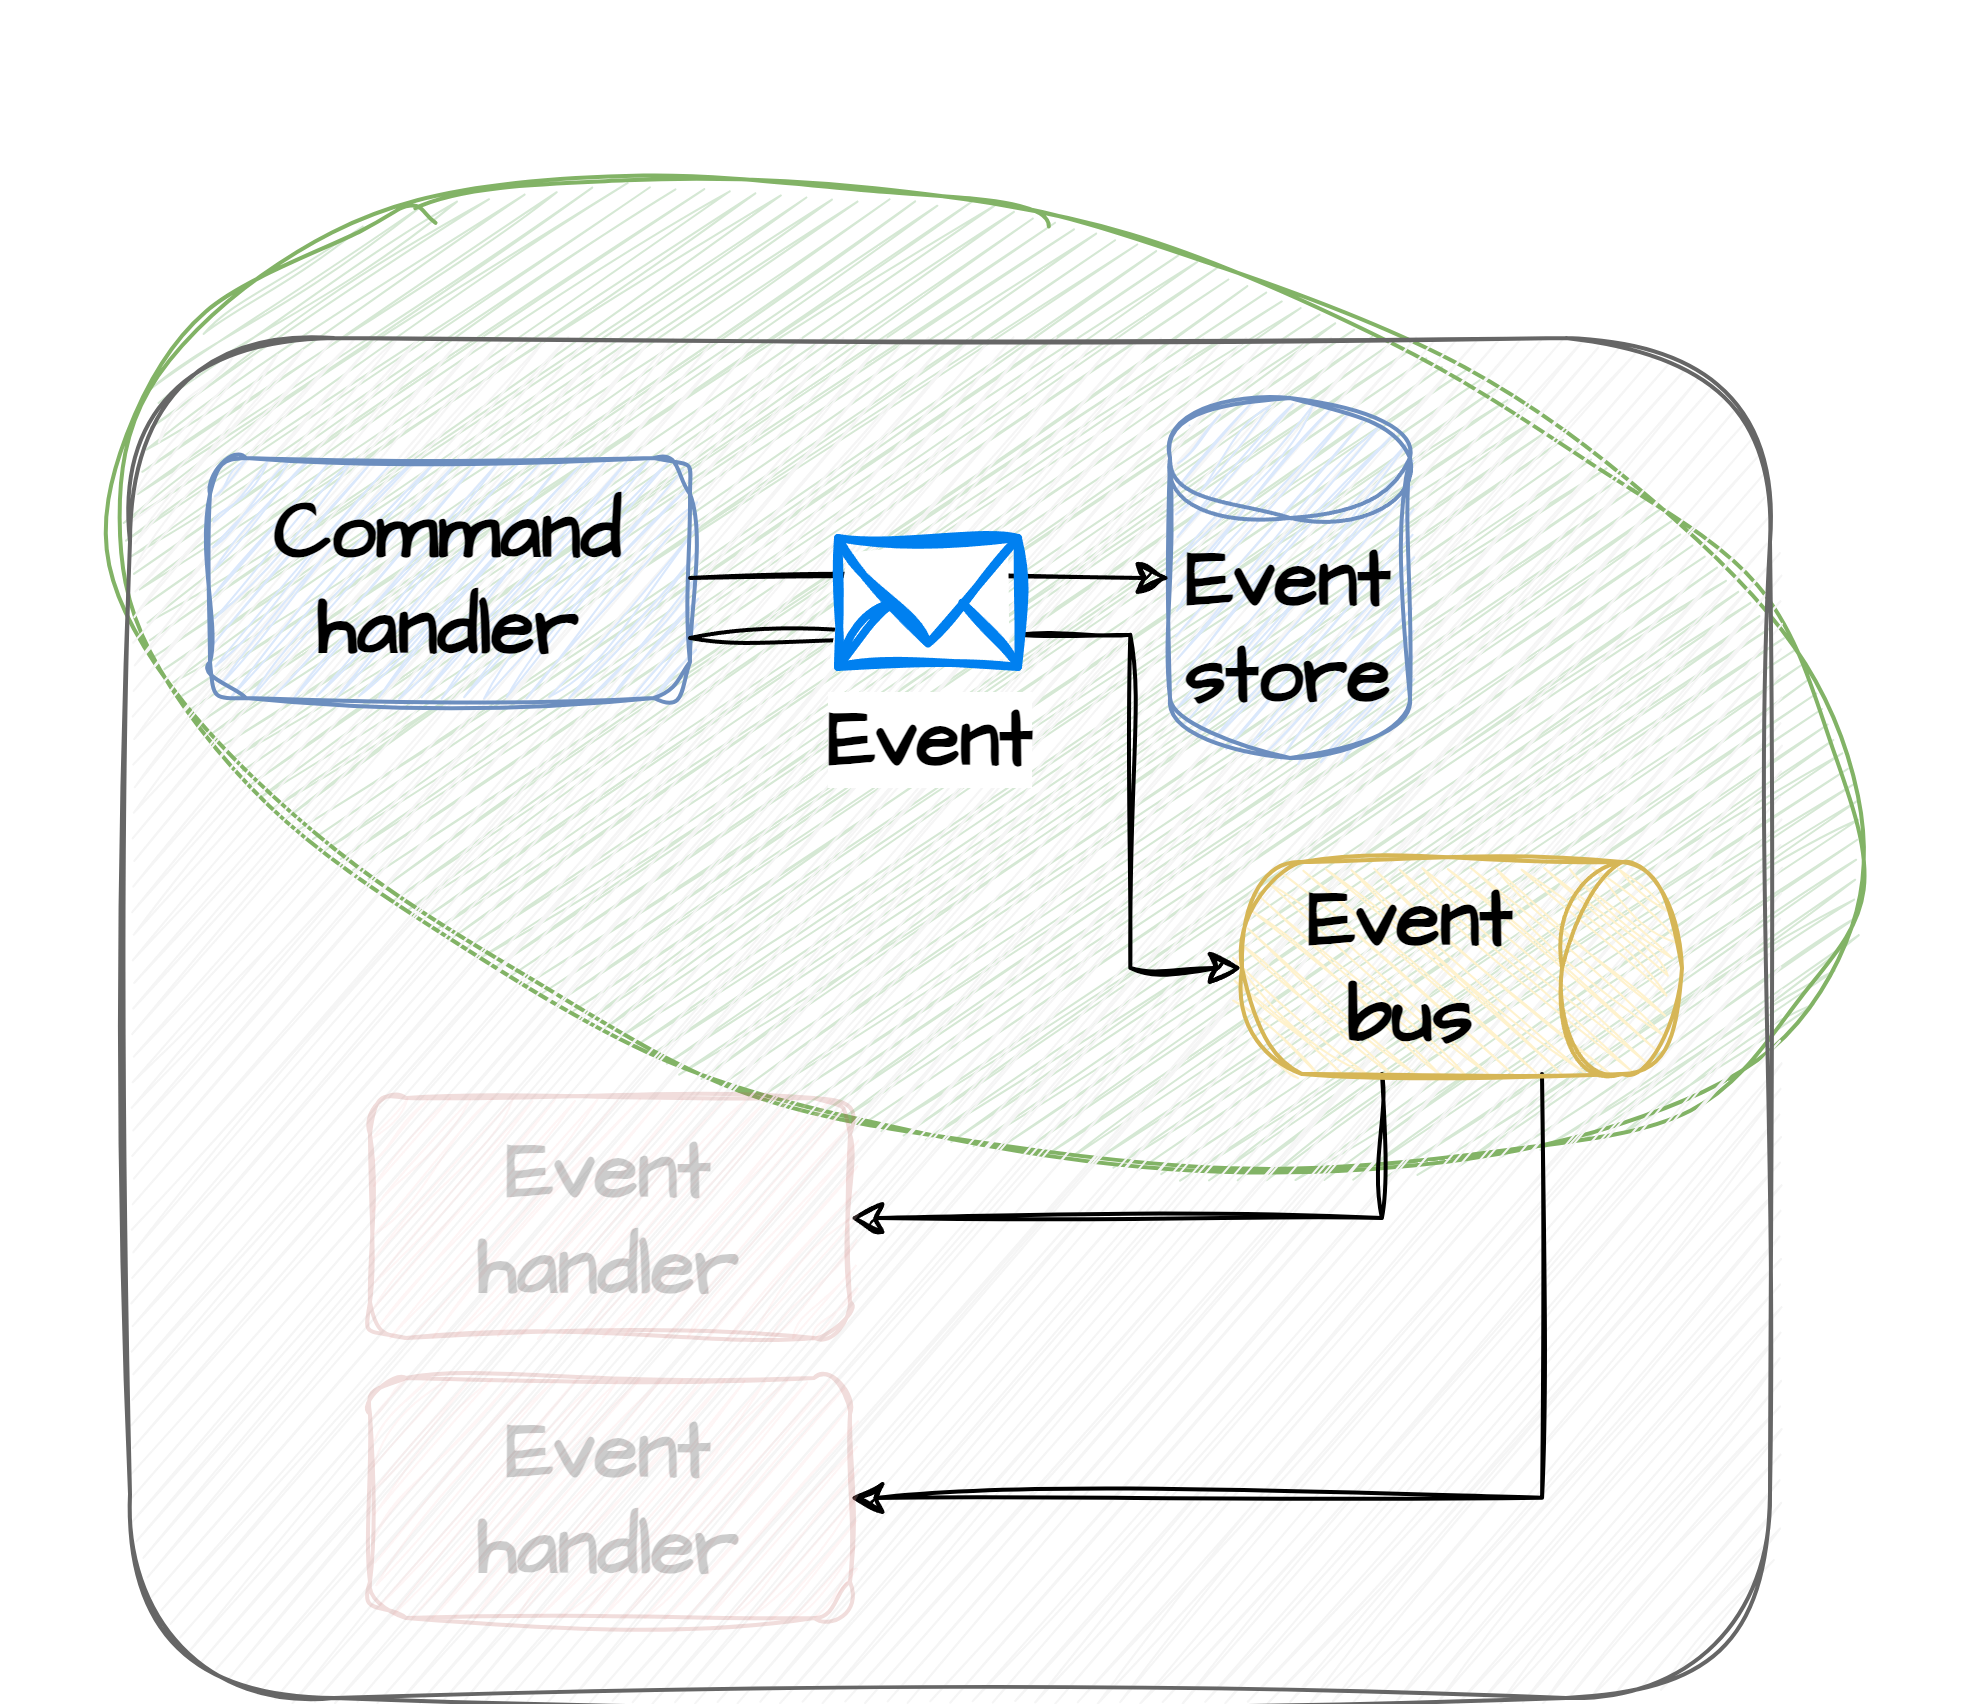 Command
handler
Event
store
Event
Event
bus
Event
handler
Event
handler